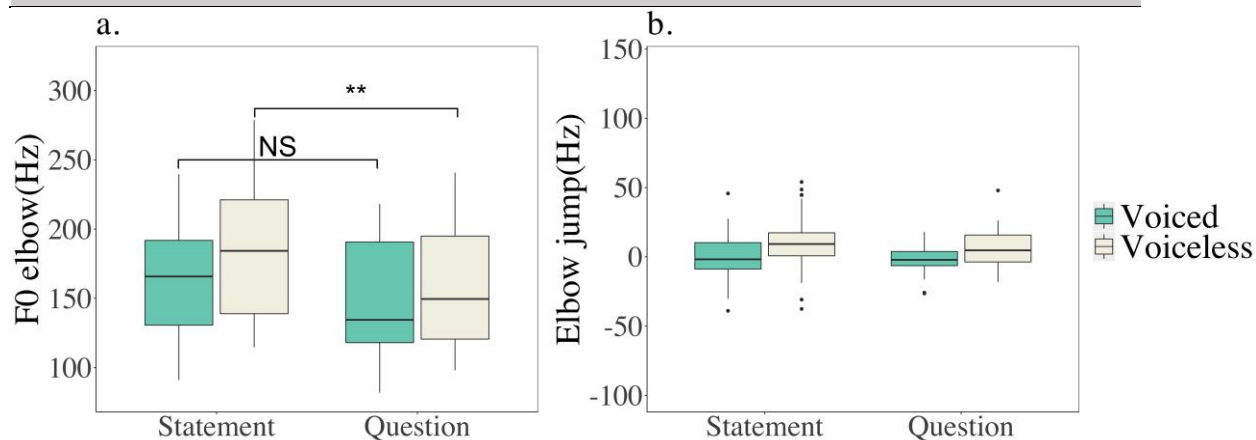 a.
F0 elbow(Hz)
300
250
200
150
100
**
NS
Statement Question
b.
Elbow jump(Hz)
150
100
50
0
-50
-100
Statement Question
Voiced
Voiceless